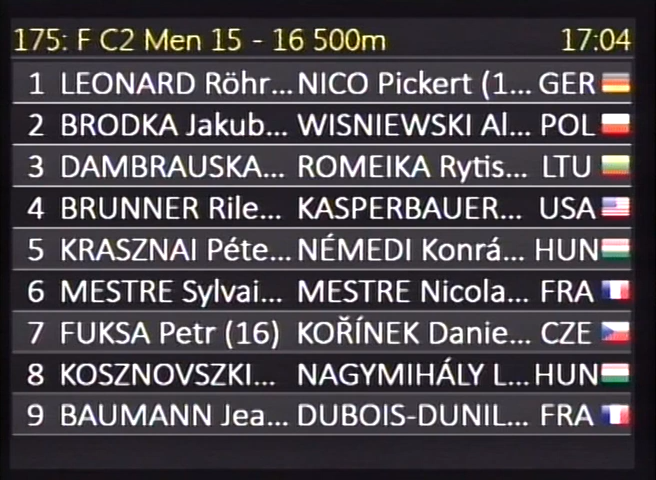 175: F C2 Men 15 - 16 500m 17:04
1 LEONARD Röhr... NICO Pickert (1... GER
2 BRODKA Jakub... WISNIEWSKI Al... POL
3 DAMBRAUSKA... ROMEIKA Rytis... LTU
4 BRUNNER Rile... KASPERBAUER... USA
5 KRASZNAI Péte... NÉMEDI Konrá... HUN
6 MESTRE Sylvai... MESTRE Nicola... FRA
7 FUKSA Petr (16) KOŘÍNEK Danie... CZE
8 KOSZNOVSZKI... NAGYMIHÁLY L... HUN
9 BAUMANN Jea... DUBOIS-DUNIL... FRA